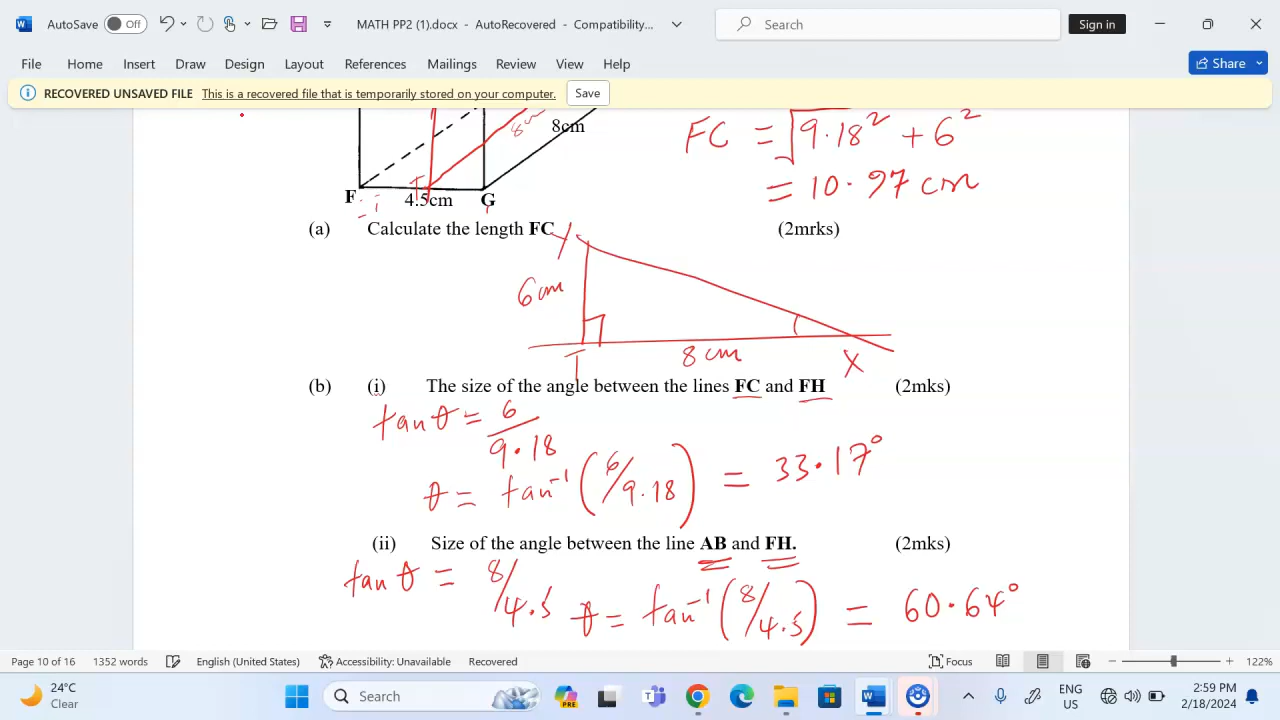 AutoSave Off MATH PP2 (1).docx - AutoRecovered - Compatibility... Search Sign in
File Home Insert Draw Design Layout References Mailings Review View Help Share
RECOVERED UNSAVED FILE This is a recovered file that is temporarily stored on your computer. Save
8cm
FC = √9.18² + 6²
= 10.97 cm
F 4.5cm G
(a) Calculate the length FC (2mrks)
Y
6cm
8 cm
X
(b) (i) The size of the angle between the lines FC and FH (2mks)
tan θ = 6/9.18
θ = tan⁻¹ (6/9.18) = 33.17°
(ii) Size of the angle between the line AB and FH. (2mks)
tan θ = 8/4.5 θ = tan⁻¹ (8/4.5) = 60.64°
Page 10 of 16 1352 words English (United States) Accessibility: Unavailable Recovered Focus 122%
24°C
Clear
Search
PRE
ENG
US
2:59 PM
2/18/2024